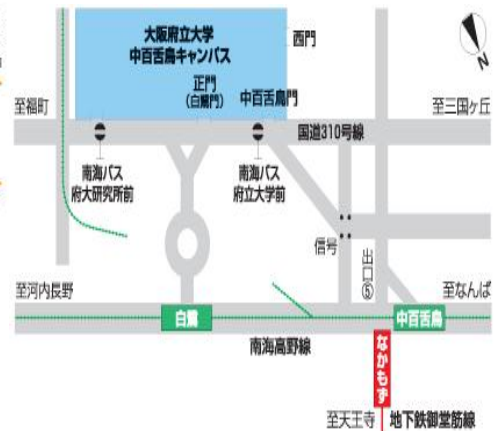 大阪府立大学
中百舌鳥キャンパス
西門
正門
(白鷺門)
中百舌鳥門
N
至福町
国道310号線
至三国ヶ丘
南海バス
府大研究所前
南海バス
府立大学前
信号
出口⑤
至河内長野
至なんば
白鷺
中百舌鳥
南海高野線
なかもず
至天王寺
地下鉄御堂筋線